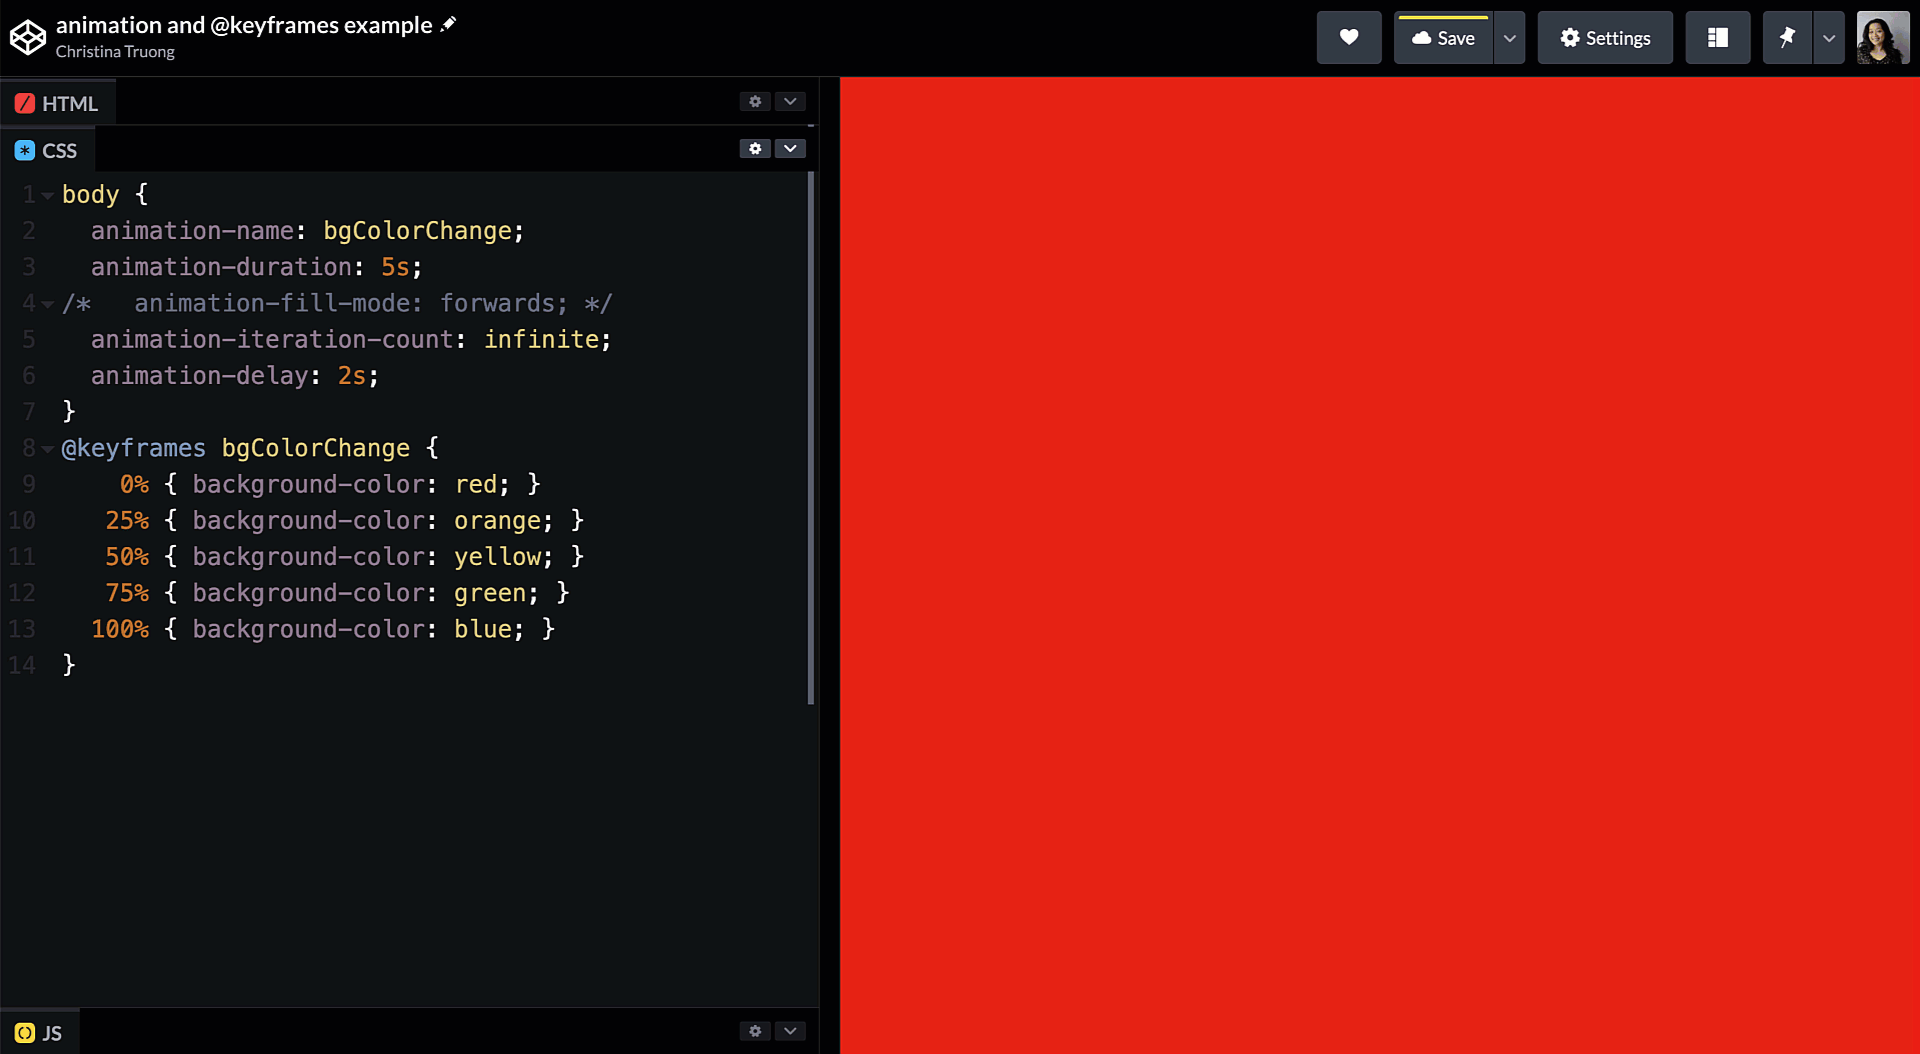 animation and @keyframes example
Christina Truong
Save
Settings
HTML
CSS
1 body {
2   animation-name: bgColorChange;
3   animation-duration: 5s;
4 /*   animation-fill-mode: forwards; */
5   animation-iteration-count: infinite;
6   animation-delay: 2s;
7 }
8 @keyframes bgColorChange {
9     0% { background-color: red; }
10    25% { background-color: orange; }
11    50% { background-color: yellow; }
12    75% { background-color: green; }
13   100% { background-color: blue; }
14 }
JS